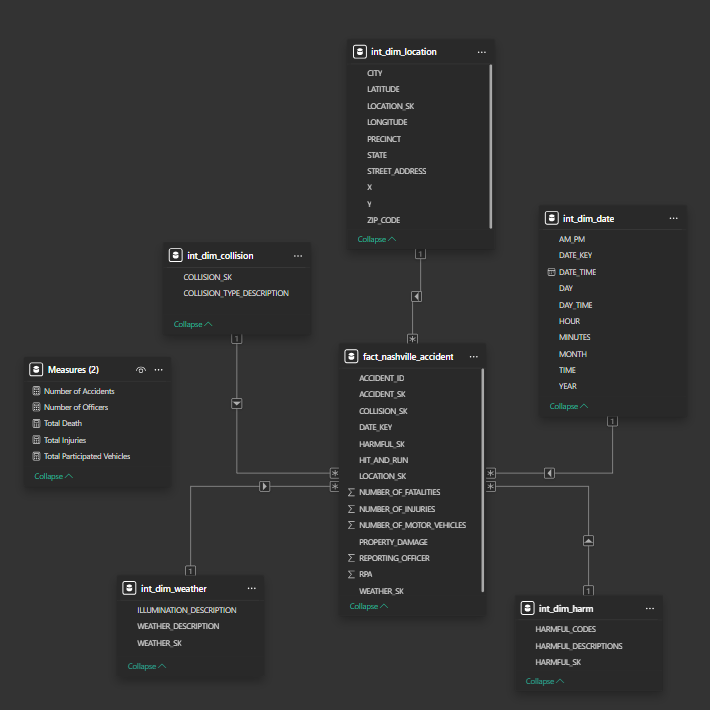 int_dim_location
CITY
LATITUDE
LOCATION_SK
LONGITUDE
PRECINCT
STATE
STREET_ADDRESS
X
Y
ZIP_CODE
Collapse
1
int_dim_date
AM_PM
DATE_KEY
DATE_TIME
DAY
DAY_TIME
HOUR
MINUTES
MONTH
TIME
YEAR
Collapse
1
int_dim_collision
COLLISION_SK
COLLISION_TYPE_DESCRIPTION
Collapse
1
Measures (2)
Number of Accidents
Number of Officers
Total Death
Total Injuries
Total Participated Vehicles
Collapse
*
fact_nashville_accident
ACCIDENT_ID
ACCIDENT_SK
COLLISION_SK
DATE_KEY
HARMFUL_SK
HIT_AND_RUN
LOCATION_SK
NUMBER_OF_FATALITIES
NUMBER_OF_INJURIES
NUMBER_OF_MOTOR_VEHICLES
PROPERTY_DAMAGE
REPORTING_OFFICER
RPA
WEATHER_SK
Collapse
*
*
*
*
1
int_dim_weather
ILLUMINATION_DESCRIPTION
WEATHER_DESCRIPTION
WEATHER_SK
Collapse
1
int_dim_harm
HARMFUL_CODES
HARMFUL_DESCRIPTIONS
HARMFUL_SK
Collapse